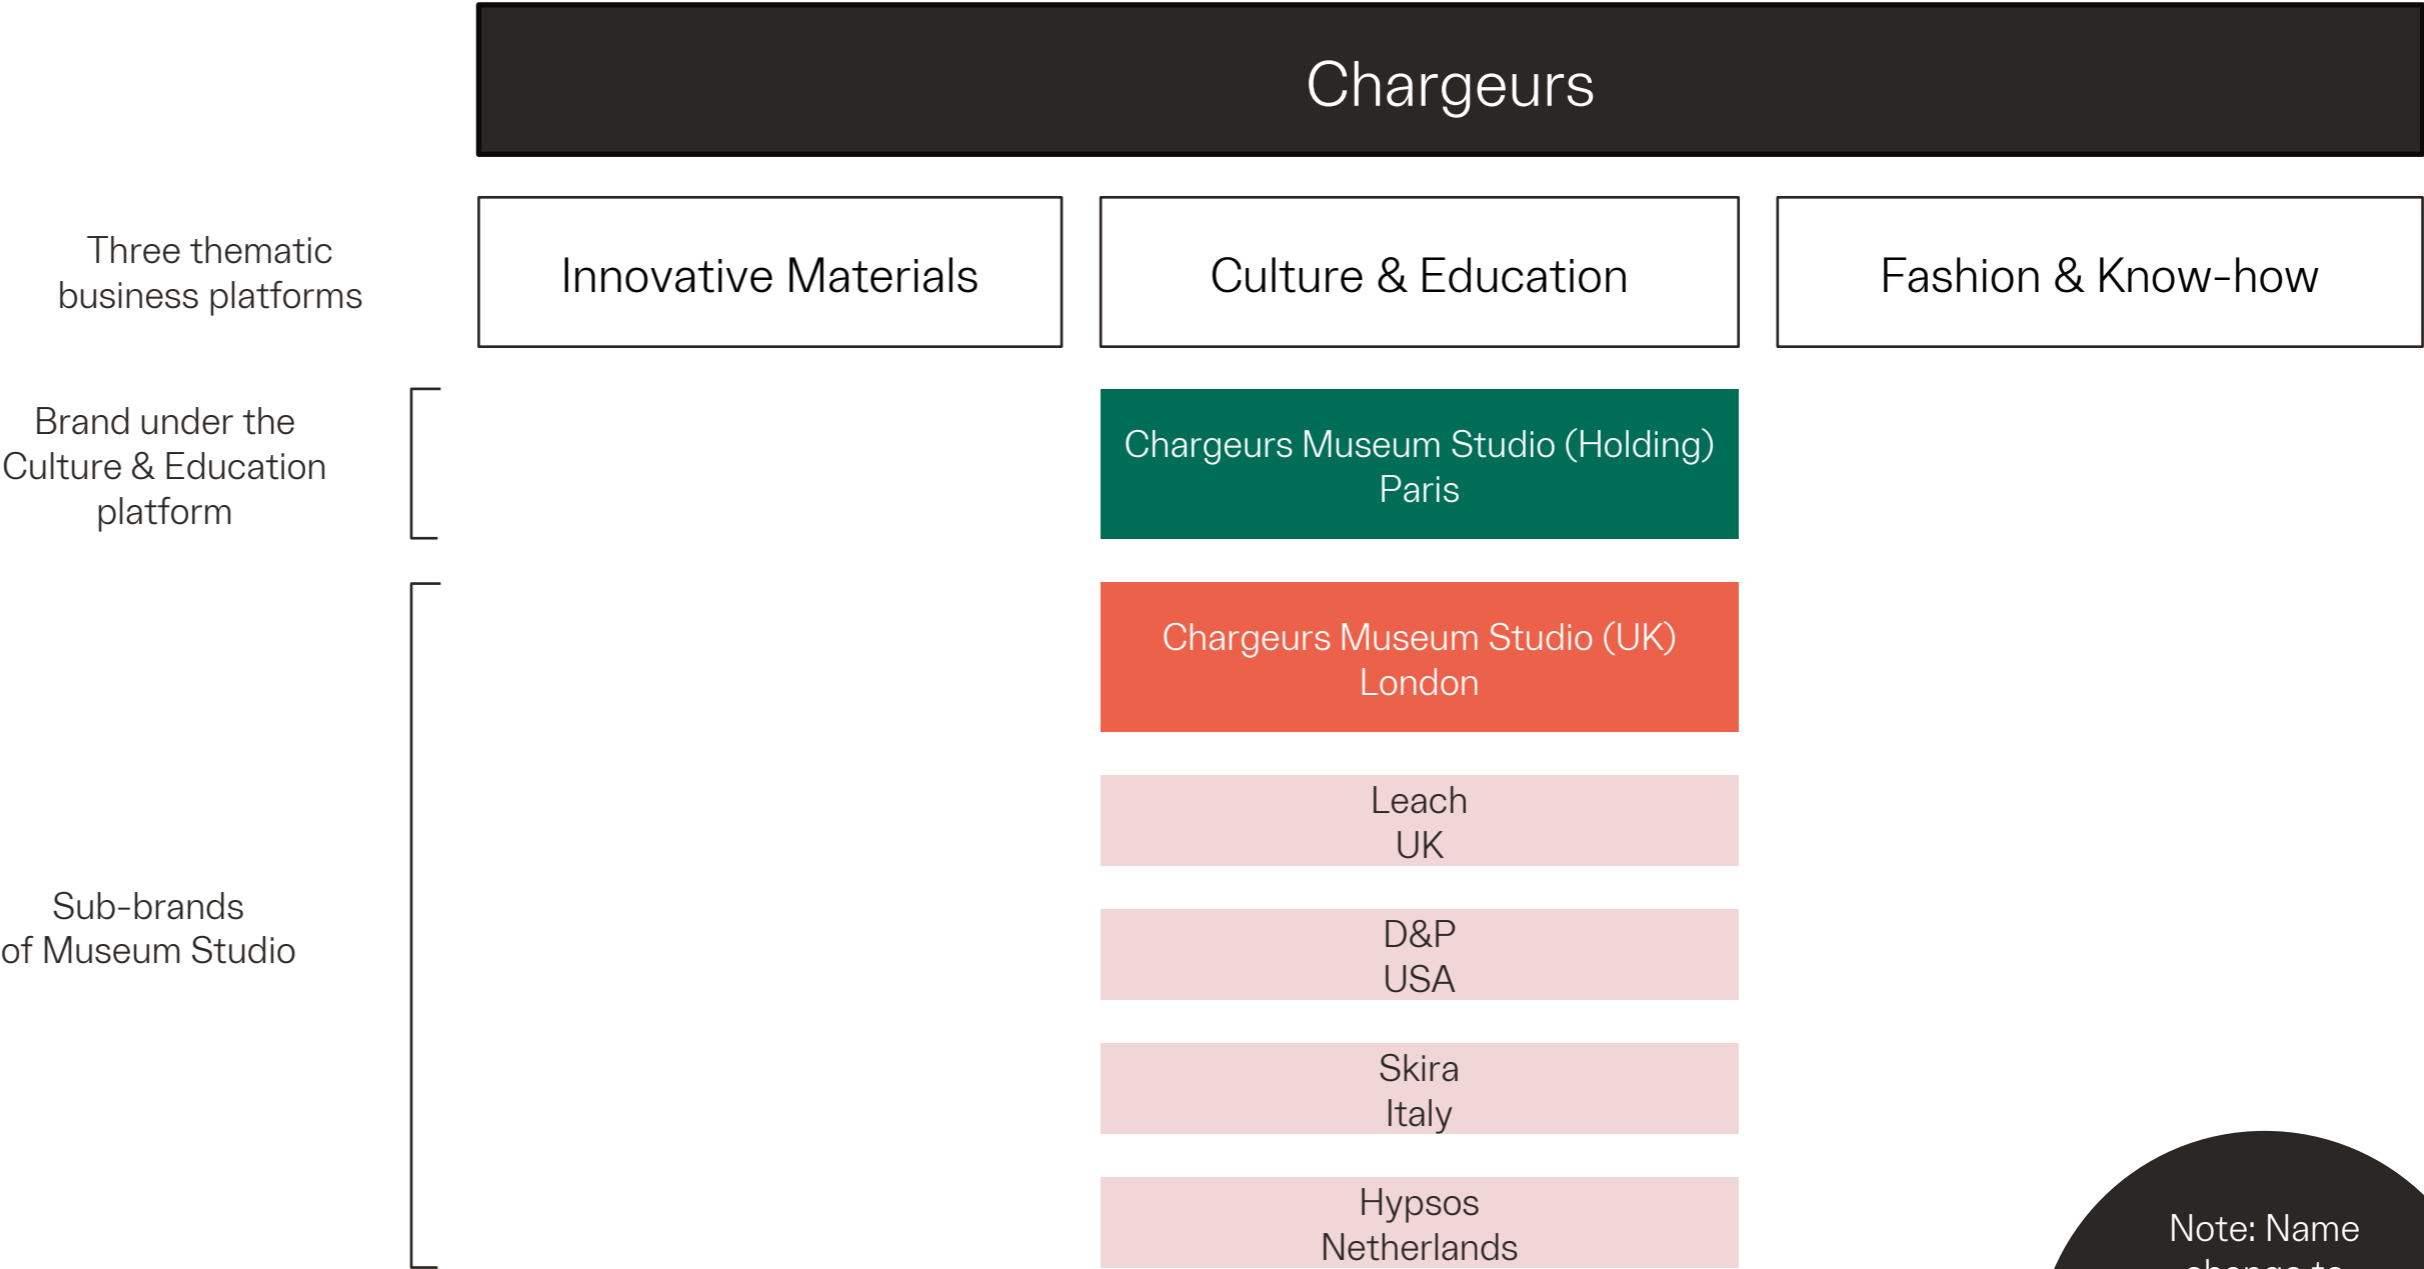 Chargeurs
Three thematic
business platforms
Innovative Materials
Culture & Education
Fashion & Know-how
Brand under the
Culture & Education
platform
Chargeurs Museum Studio (Holding)
Paris
Sub-brands
of Museum Studio
Chargeurs Museum Studio (UK)
London
Leach
UK
D&P
USA
Skira
Italy
Hypsos
Netherlands
Note: Name
change to